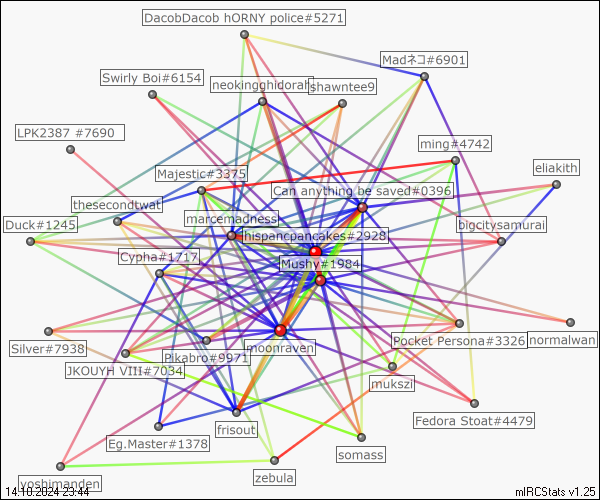 DacobDacob hORNY police#5271
Madネコ#6901
Swirly Boi#6154
neokingghidorah
shawntee9
LPK2387 #7690
ming#4742
Majestic#3375
eliakith
Can anything be saved#0396
thesecondtwat
marcemadness
Duck#1245
bigcitysamurai
hispancpancakes#2928
Cypha#1717
Mushy#1984
Silver#7938
Pikabro#9971
moonraven
Pocket Persona#3326
normalwan
JKOUYH VIII#7034
mukszi
Fedora Stoat#4479
frisout
Eg.Master#1378
somass
yoshimanden
zebula
14.10.2024 23:44
mIRCStats v1.25